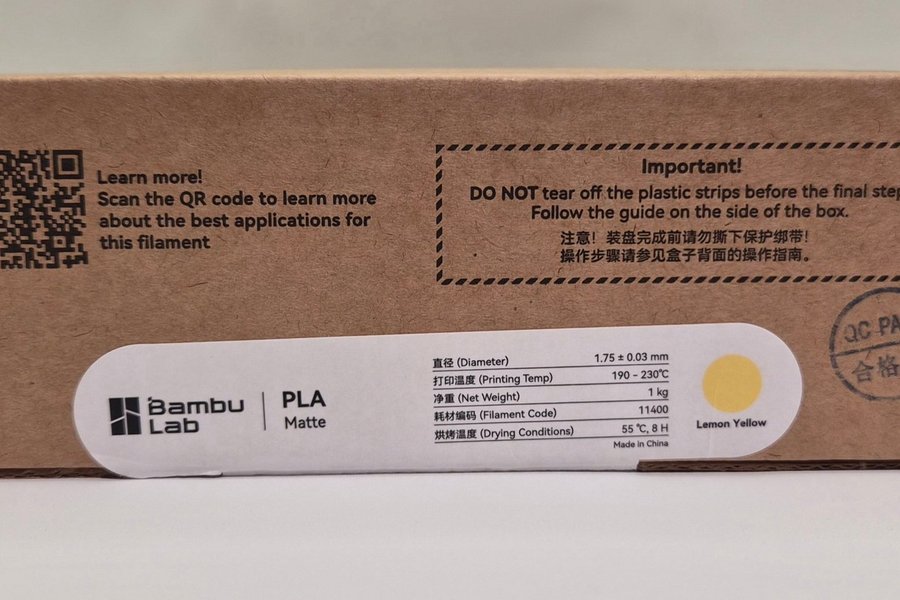 Learn more!
Scan the QR code to learn more
about the best applications for
this filament
Important!
DO NOT tear off the plastic strips before the final step
Follow the guide on the side of the box.
注意！装盘完成前请勿撕下保护绑带！
操作步骤请参见盒子背面的操作指南。
QC PA
合格
Bambu
Lab
PLA
Matte
直径 (Diameter) 1.75 ± 0.03 mm
打印温度 (Printing Temp) 190 - 230℃
净重 (Net Weight) 1 kg
耗材编码 (Filament Code) 11400
烘烤温度 (Drying Conditions) 55 ℃, 8 H
Made in China
Lemon Yellow